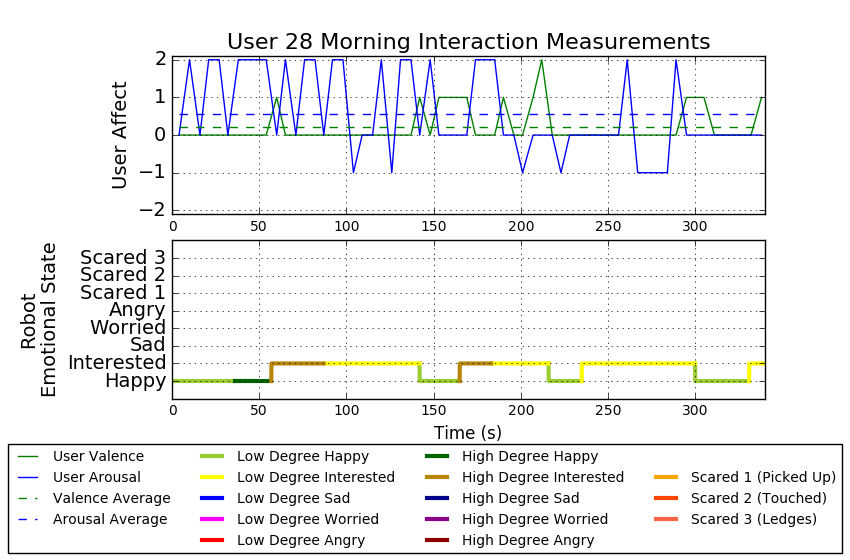 User 28 Morning Interaction Measurements
User Affect
2
1
0
−1
−2
0 50 100 150 200 250 300
Robot
Emotional State
Scared 3
Scared 2
Scared 1
Angry
Worried
Sad
Interested
Happy
0 50 100 150 200 250 300
Time (s)
User Valence Low Degree Happy High Degree Happy
User Arousal Low Degree Interested High Degree Interested Scared 1 (Picked Up)
Valence Average Low Degree Sad High Degree Sad Scared 2 (Touched)
Arousal Average Low Degree Worried High Degree Worried Scared 3 (Ledges)
Low Degree Angry High Degree Angry